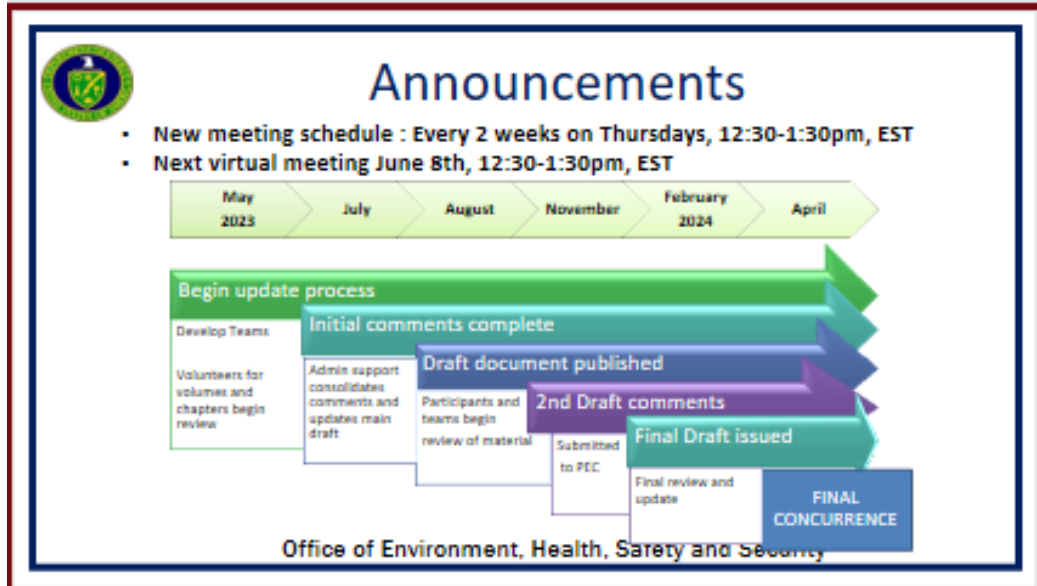 Announcements
• New meeting schedule : Every 2 weeks on Thursdays, 12:30-1:30pm, EST
• Next virtual meeting June 8th, 12:30-1:30pm, EST
May
2023
July
August
November
February
2024
April
Begin update process
Develop Teams
Volunteers for
volumes and
chapters begin
review
Initial comments complete
Admin support
consolidates
comments and
updates main
draft
Draft document published
Participants and
teams begin
review of material
2nd Draft comments
Submitted
to PEC
Final Draft issued
Final review and
update
FINAL
CONCURRENCE
Office of Environment, Health, Safety and Security